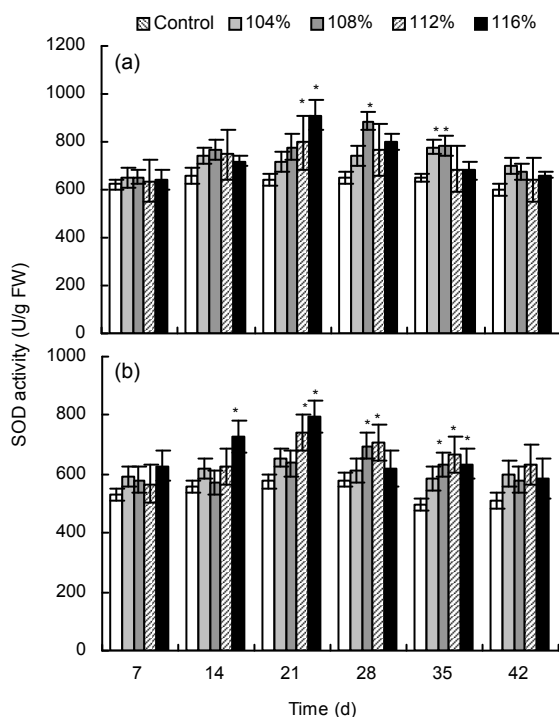 Control 104% 108% 112% 116%
1200
(a)
1000
800
600
400
200
0
* * * * *
1000
(b)
800
600
400
200
0
* * * * * * * *
7 14 21 28 35 42
SOD activity (U/g FW)
Time (d)